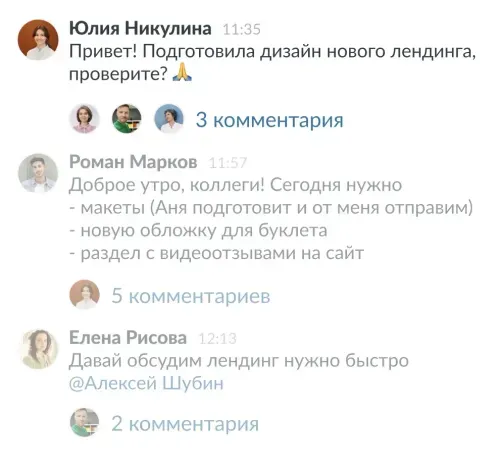 Юлия Никулина 11:35
Привет! Подготовила дизайн нового лендинга,
проверите? 🙏
3 комментария
Роман Марков 11:57
Доброе утро, коллеги! Сегодня нужно
- макеты (Аня подготовит и от меня отправим)
- новую обложку для буклета
- раздел с видеоотзывами на сайт
5 комментариев
Елена Рисова 12:13
Давай обсудим лендинг нужно быстро
@Алексей Шубин
2 комментария